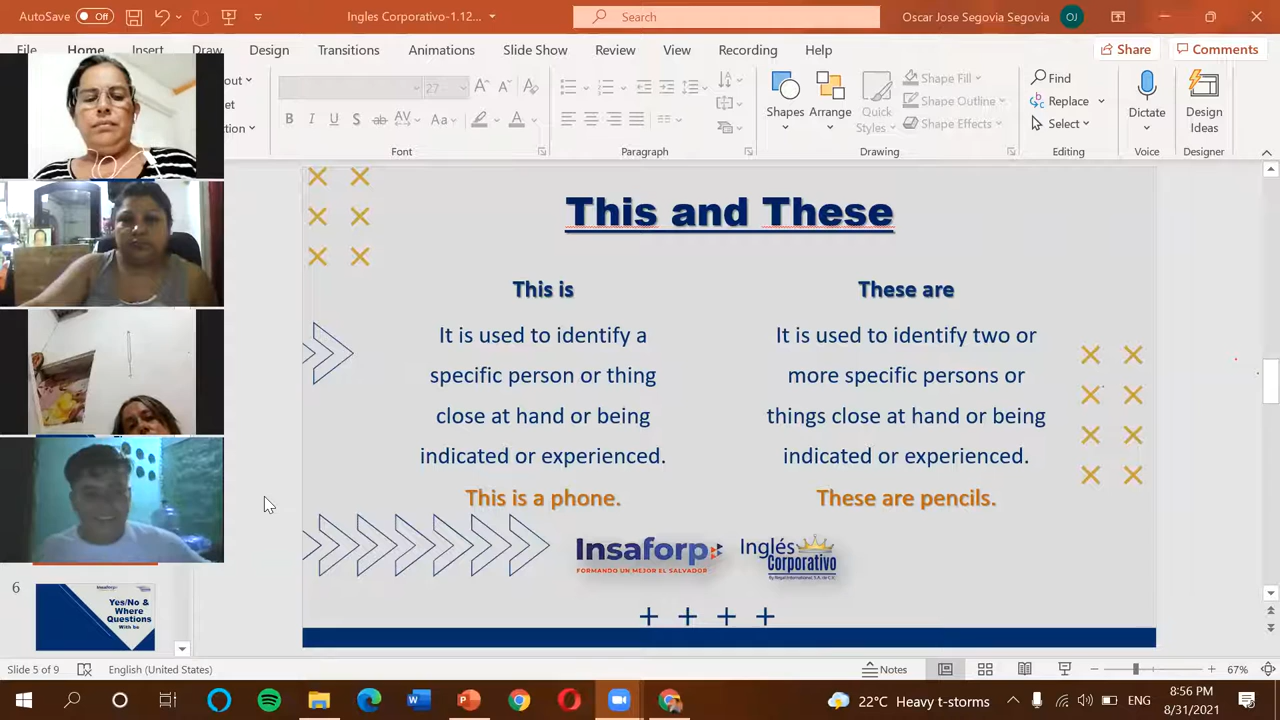 AutoSave Off Ingles Corporativo-1.12... Search Oscar Jose Segovia Segovia OJ
File Home Insert Draw Design Transitions Animations Slide Show Review View Recording Help Share Comments
Shape Fill Find
Shapes Arrange Quick Styles Shape Outline Replace Dictate Design Ideas
Shape Effects Select
Font Paragraph Drawing Editing Voice Designer
This and These
This is
It is used to identify a
specific person or thing
close at hand or being
indicated or experienced.
This is a phone.
These are
It is used to identify two or
more specific persons or
things close at hand or being
indicated or experienced.
These are pencils.
Insaforp
FORMANDO UN MEJOR EL SALVADOR
Inglés
Corporativo
By Regal International, S.A. de C.V.
6
Yes/No &
Where
Questions
With be
Slide 5 of 9 English (United States) Notes 67%
22°C Heavy t-storms ENG 8:56 PM
8/31/2021